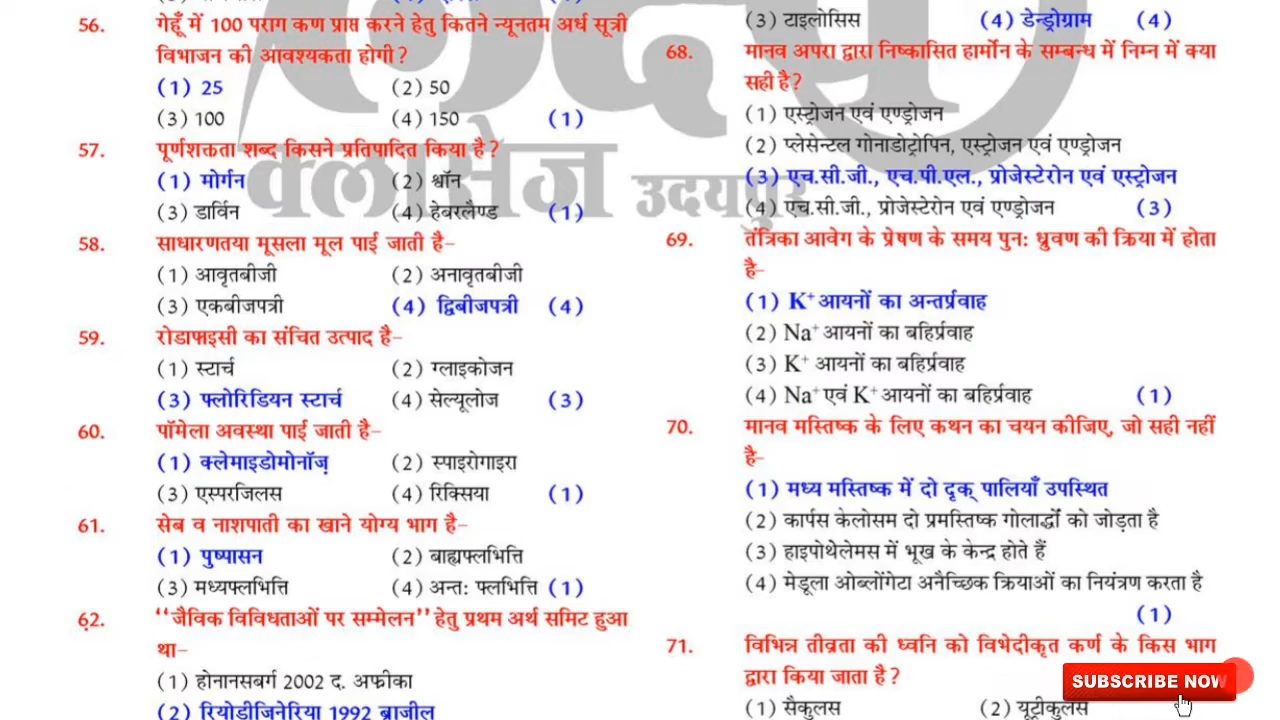 56. गेहूँ में 100 पराग कण प्राप्त करने हेतु कितने न्यूनतम अर्ध सूत्री
विभाजन की आवश्यकता होगी?
(1) 25 (2) 50
(3) 100 (4) 150 (1)
57. पूर्णशक्तता शब्द किसने प्रतिपादित किया है?
(1) मोर्गन (2) श्वॉन
(3) डार्विन (4) हेबरलैण्ड (1)
58. साधारणतया मूसला मूल पाई जाती है-
(1) आवृतबीजी (2) अनावृतबीजी
(3) एकबीजपत्री (4) द्विबीजपत्री (4)
59. रोडाफाइसी का संचित उत्पाद है-
(1) स्टार्च (2) ग्लाइकोजन
(3) फ्लोरिडियन स्टार्च (4) सेल्यूलोज (3)
60. पॉमेला अवस्था पाई जाती है-
(1) क्लेमाइडोमोनॉज़ (2) स्पाइरोगाइरा
(3) एस्परजिलस (4) रिक्सिया (1)
61. सेब व नाशपाती का खाने योग्य भाग है-
(1) पुष्पासन (2) बाह्यफ्लभित्ति
(3) मध्यफ्लभित्ति (4) अन्त: फ्लभित्ति (1)
62. ‘‘जैविक विविधताओं पर सम्मेलन’’ हेतु प्रथम अर्थ समिट हुआ
था-
(1) होनानसबर्ग 2002 द. अफ्रीका
(2) रियोडीजिनेरिया 1992 ब्राजील
(3) टाइलोसिस (4) डेन्ड्रोग्राम (4)
68. मानव अपरा द्वारा निष्कासित हार्मोन के सम्बन्ध में निम्न में क्या
सही है?
(1) एस्ट्रोजन एवं एण्ड्रोजन
(2) प्लेसेन्टल गोनाडोट्रोपिन, एस्ट्रोजन एवं एण्ड्रोजन
(3) एच.सी.जी., एच.पी.एल., प्रोजेस्टेरोन एवं एस्ट्रोजन
(4) एच.सी.जी., प्रोजेस्टेरोन एवं एण्ड्रोजन (3)
69. तंत्रिका आवेग के प्रेषण के समय पुन: ध्रुवण की क्रिया में होता
है-
(1) K⁺ आयनों का अन्तर्प्रवाह
(2) Na⁺ आयनों का बहिर्प्रवाह
(3) K⁺ आयनों का बहिर्प्रवाह
(4) Na⁺ एवं K⁺ आयनों का बहिर्प्रवाह (1)
70. मानव मस्तिष्क के लिए कथन का चयन कीजिए, जो सही नहीं
है-
(1) मध्य मस्तिष्क में दो दृक् पालियाँ उपस्थित
(2) कार्पस केलोसम दो प्रमस्तिष्क गोलार्द्धों को जोड़ता है
(3) हाइपोथेलेमस में भूख के केन्द्र होते हैं
(4) मेडूला ओब्लोंगेटा अनैच्छिक क्रियाओं का नियंत्रण करता है
(1)
71. विभिन्न तीव्रता की ध्वनि को विभेदीकृत कर्ण के किस भाग
द्वारा किया जाता है?
(1) सैकुलस (2) यूट्रीकुलस
क्लासेज उदयपुर
SUBSCRIBE NOW